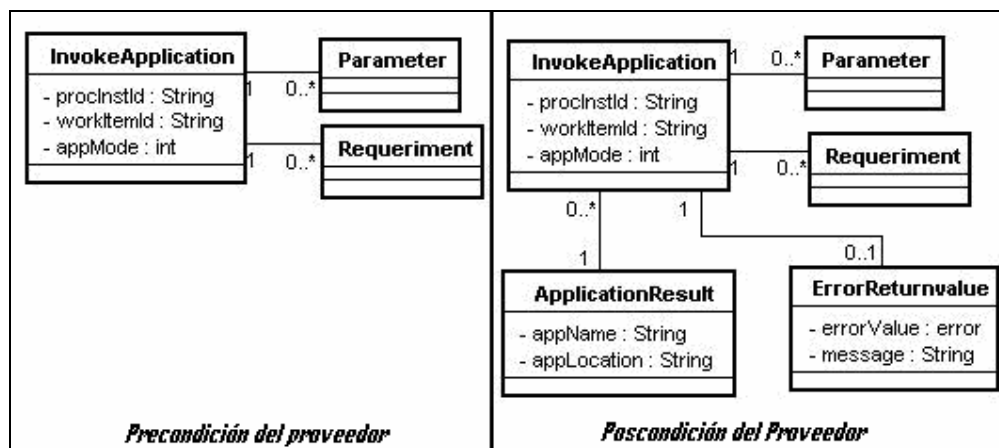 InvokeApplication
- procInstId : String
- workItemId : String
- appMode : int
1
0..*
Parameter
1
0..*
Requeriment
Precondición del proveedor
InvokeApplication
- procInstId : String
- workItemId : String
- appMode : int
1
0..*
Parameter
1
0..*
Requeriment
0..*
1
1
0..1
ApplicationResult
- appName : String
- appLocation : String
ErrorReturnvalue
- errorValue : error
- message : String
Poscondición del Proveedor